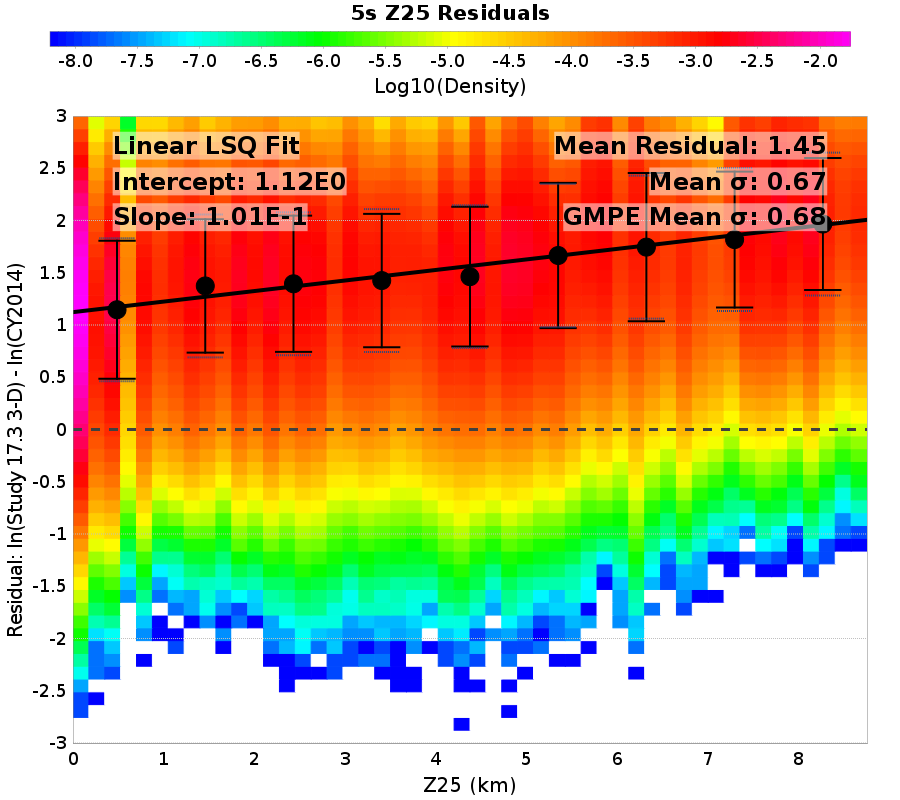 5s Z25 Residuals
-8.0 -7.5 -7.0 -6.5 -6.0 -5.5 -5.0 -4.5 -4.0 -3.5 -3.0 -2.5 -2.0
Log10(Density)
Residual: ln(Study 17.3 3-D) - ln(CY2014)
3
2.5
2
1.5
1
0.5
0
-0.5
-1
-1.5
-2
-2.5
-3
Linear LSQ Fit
Intercept: 1.12E0
Slope: 1.01E-1
Mean Residual: 1.45
Mean σ: 0.67
GMPE Mean σ: 0.68
0 1 2 3 4 5 6 7 8
Z25 (km)